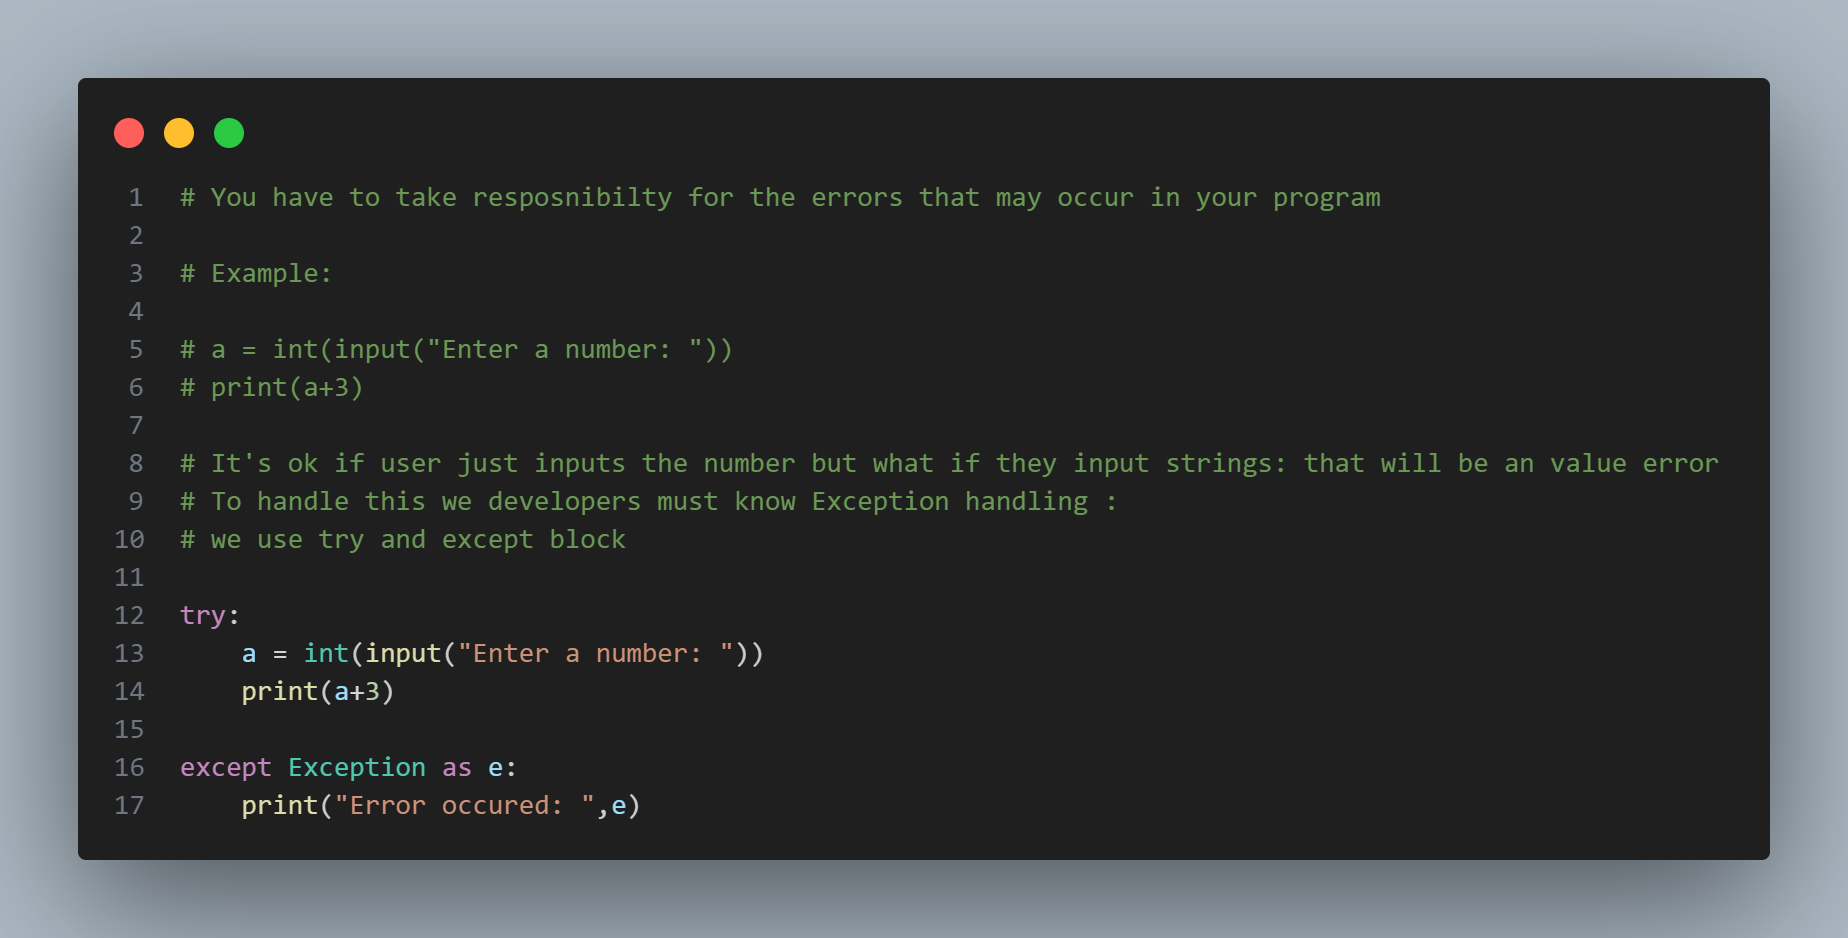 1 # You have to take resposnibilty for the errors that may occur in your program
2
3 # Example:
4
5 # a = int(input("Enter a number: "))
6 # print(a+3)
7
8 # It's ok if user just inputs the number but what if they input strings: that will be an value error
9 # To handle this we developers must know Exception handling :
10 # we use try and except block
11
12 try:
13     a = int(input("Enter a number: "))
14     print(a+3)
15
16 except Exception as e:
17     print("Error occured: ",e)